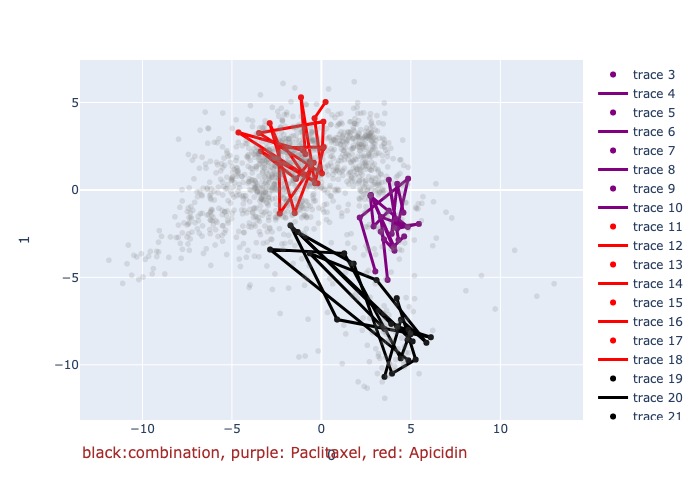 trace 3
trace 4
trace 5
trace 6
trace 7
trace 8
trace 9
trace 10
trace 11
trace 12
trace 13
trace 14
trace 15
trace 16
trace 17
trace 18
trace 19
trace 20
trace 21
5
0
−5
−10
1
−10
−5
0
5
10
0
black:combination, purple: Paclitaxel, red: Apicidin